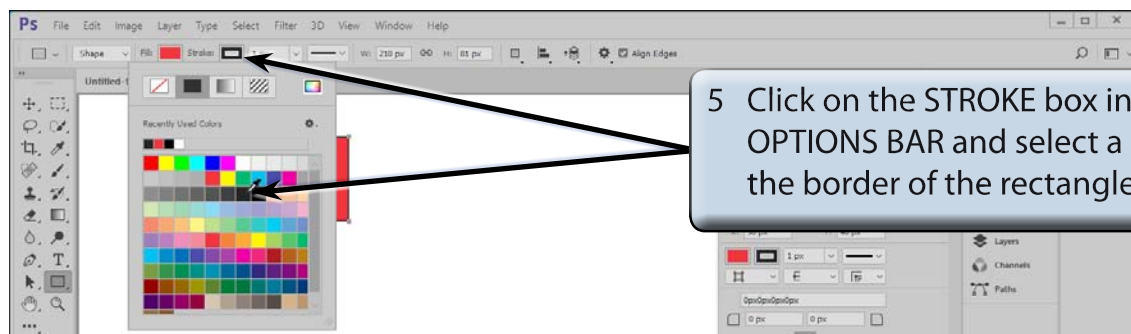 Ps File Edit Image Layer Type Select Filter 3D View Window Help
Shape Fill: Stroke: W: 210 px H: 81 px Align Edges
Untitled-1
Recently Used Colors
5 Click on the STROKE box in
OPTIONS BAR and select a
the border of the rectangle
1 px
0px0px0px0px
0 px 0 px
Layers
Channels
Paths